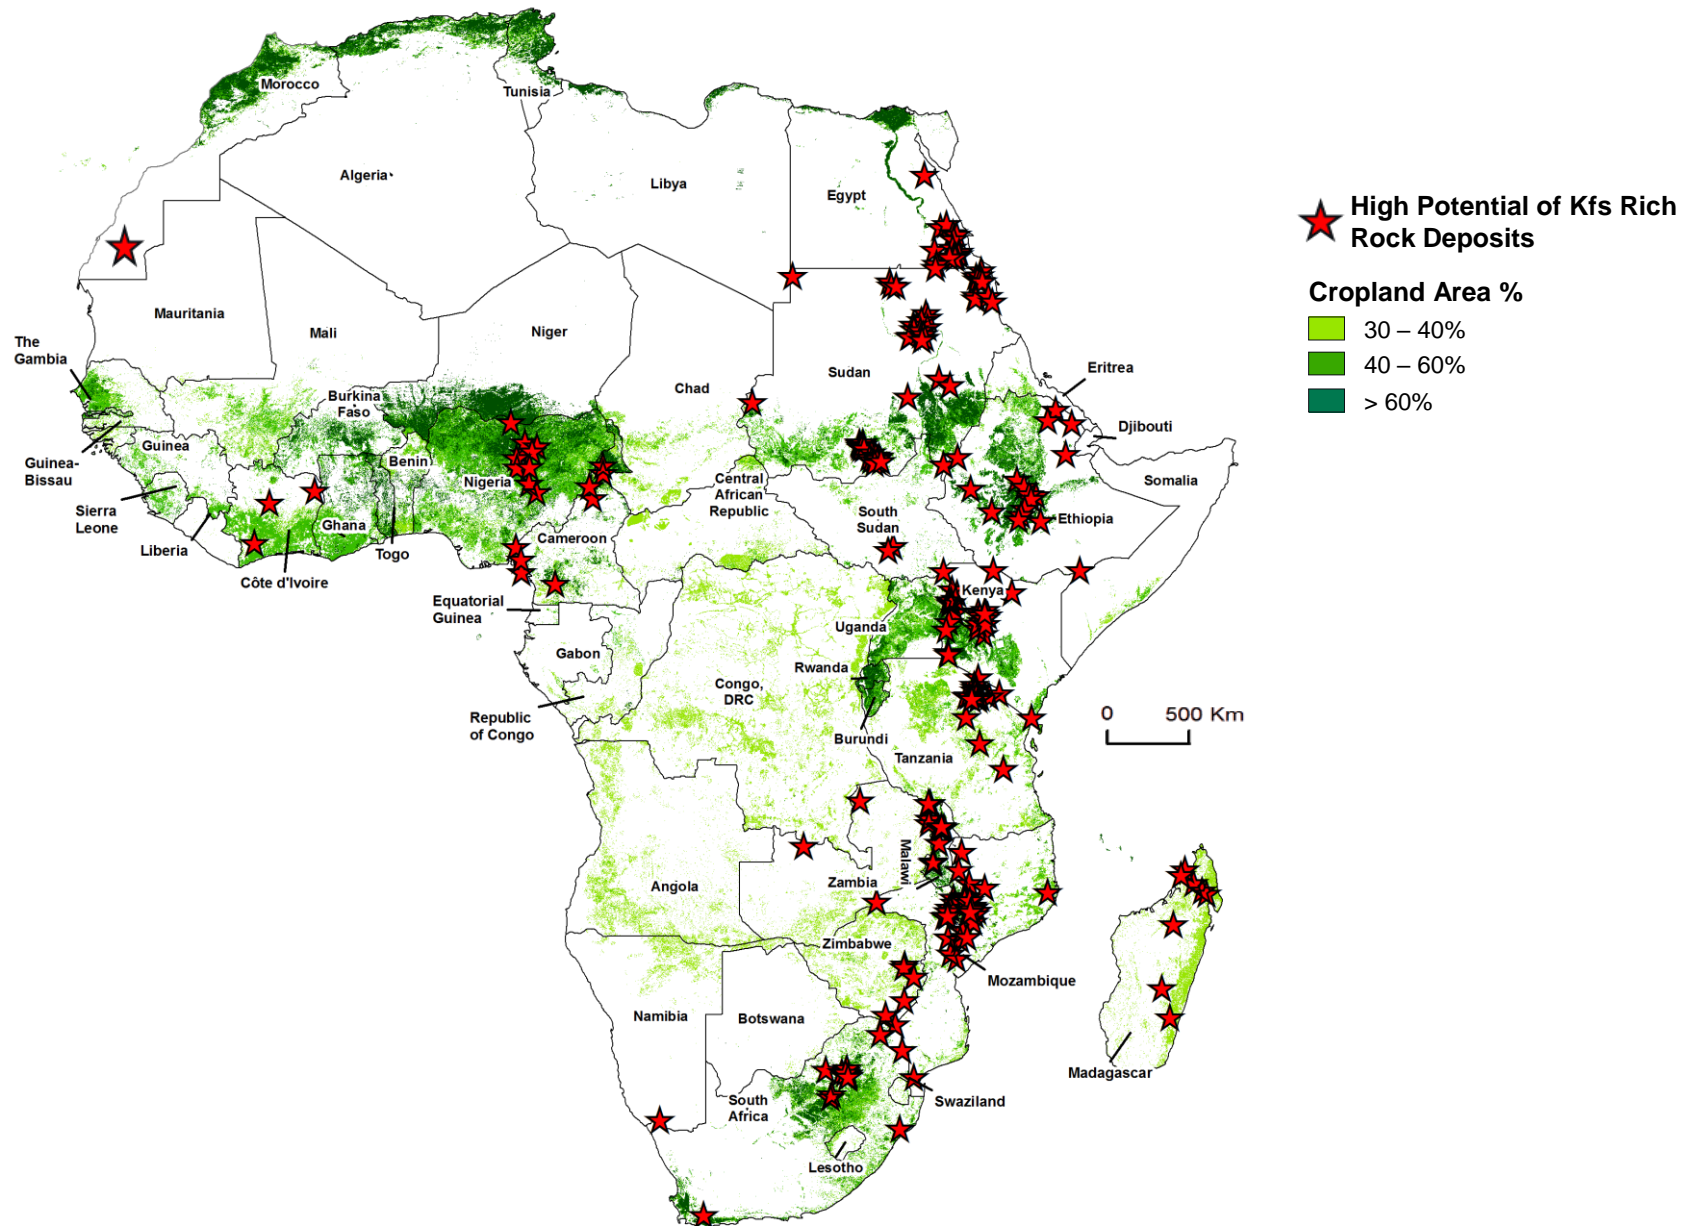 Morocco
Tunisia
Algeria
Libya
Egypt
High Potential of Kfs Rich
Rock Deposits
Cropland Area %
30 – 40%
40 – 60%
> 60%
Mauritania
Mali
Niger
Chad
Sudan
Eritrea
Djibouti
The
Gambia
Burkina
Faso
Guinea
Benin
Nigeria
Guinea-
Bissau
Sierra
Leone
Liberia
Ghana
Togo
Côte d'Ivoire
Cameroon
Central
African
Republic
South
Sudan
Somalia
Ethiopia
Equatorial
Guinea
Gabon
Uganda
Kenya
Rwanda
Congo,
DRC
Republic
of Congo
Burundi
Tanzania
0 500 Km
Malawi
Angola
Zambia
Zimbabwe
Mozambique
Namibia
Botswana
Madagascar
South
Africa
Swaziland
Lesotho